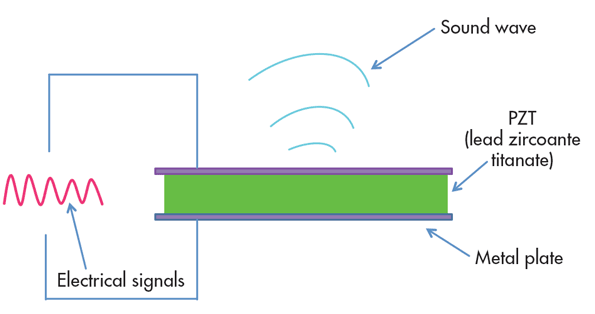 Sound wave
PZT
(lead zircoante
titanate)
Metal plate
Electrical signals